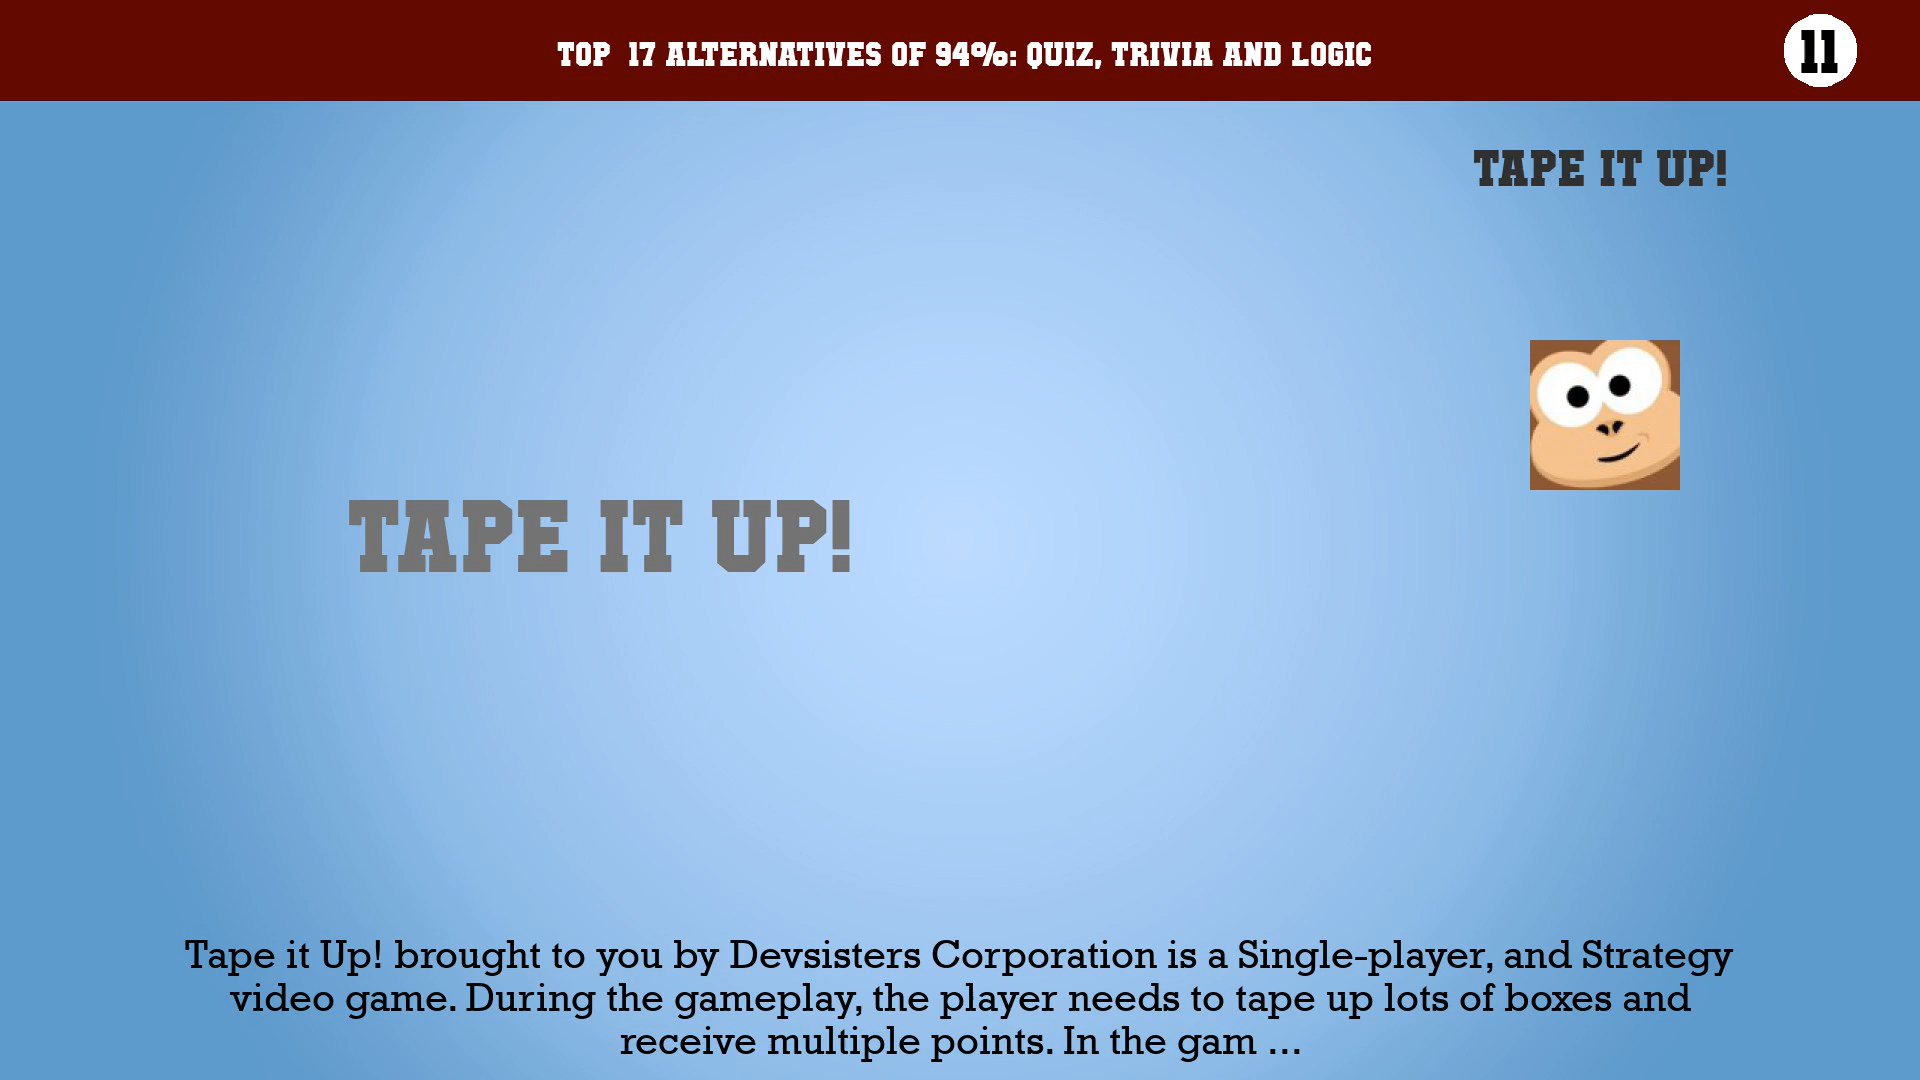 TOP 17 ALTERNATIVES OF 94%: QUIZ, TRIVIA AND LOGIC
11
TAPE IT UP!
TAPE IT UP!
Tape it Up! brought to you by Devsisters Corporation is a Single-player, and Strategy
video game. During the gameplay, the player needs to tape up lots of boxes and
receive multiple points. In the gam ...